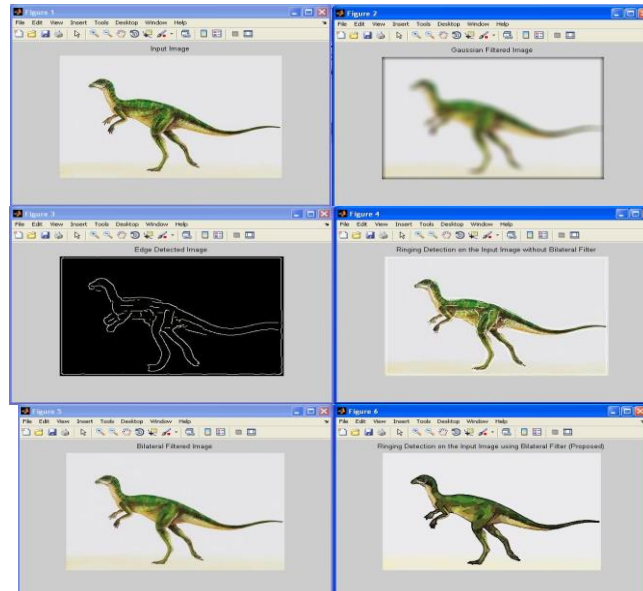 Figure 1
File Edit View Insert Tools Desktop Window Help
Input Image
Figure 2
File Edit View Insert Tools Desktop Window Help
Gaussian Filtered Image
Figure 3
File Edit View Insert Tools Desktop Window Help
Edge Detected Image
Figure 4
File Edit View Insert Tools Desktop Window Help
Ringing Detection on the Input Image without Bilateral Filter
Figure 5
File Edit View Insert Tools Desktop Window Help
Bilateral Filtered Image
Figure 6
File Edit View Insert Tools Desktop Window Help
Ringing Detection on the Input Image using Bilateral Filter (Proposed)